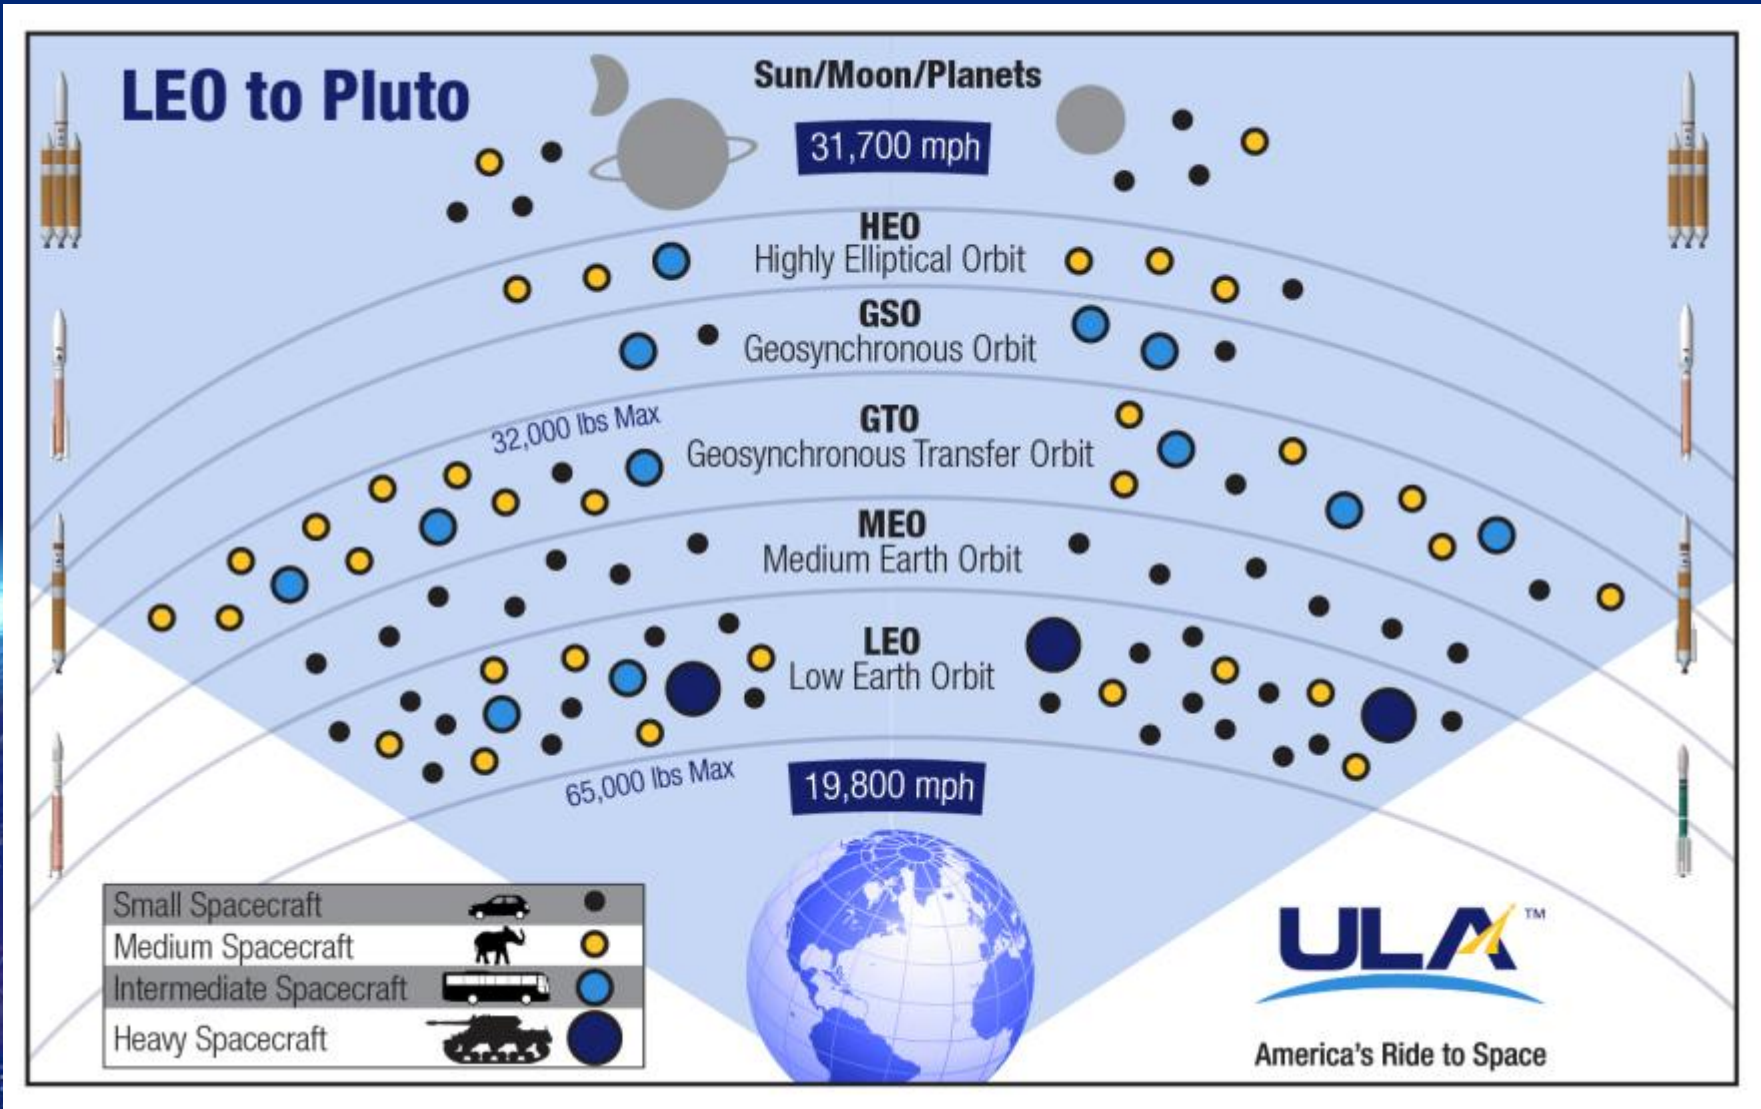 LEO to Pluto
Sun/Moon/Planets
31,700 mph
HEO
Highly Elliptical Orbit
GSO
Geosynchronous Orbit
32,000 lbs Max
GTO
Geosynchronous Transfer Orbit
MEO
Medium Earth Orbit
LEO
Low Earth Orbit
65,000 lbs Max
19,800 mph
Small Spacecraft
Medium Spacecraft
Intermediate Spacecraft
Heavy Spacecraft
ULA™
America's Ride to Space